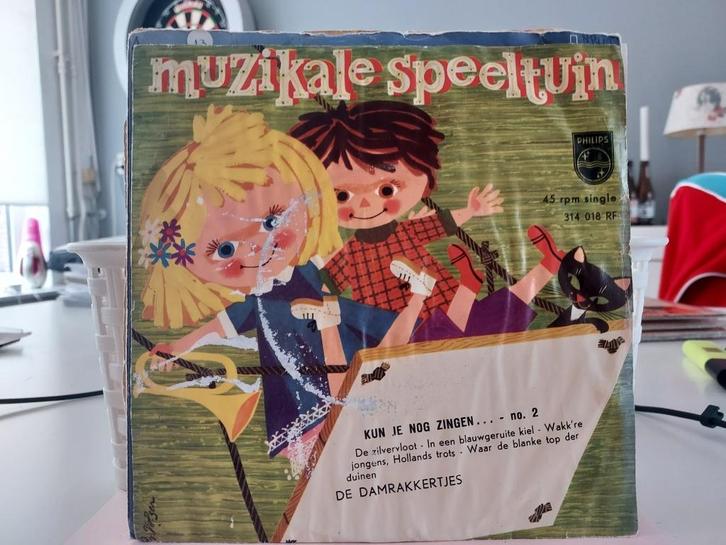 muzikale speeltuin
PHILIPS
45 rpm single
314 018 RF
KUN JE NOG ZINGEN... - no. 2
De zilvervloot - In een blauwgeruite kiel - Wakk're
jongens, Hollands trots - Waar de blanke top der
duinen
DE DAMRAKKERTJES